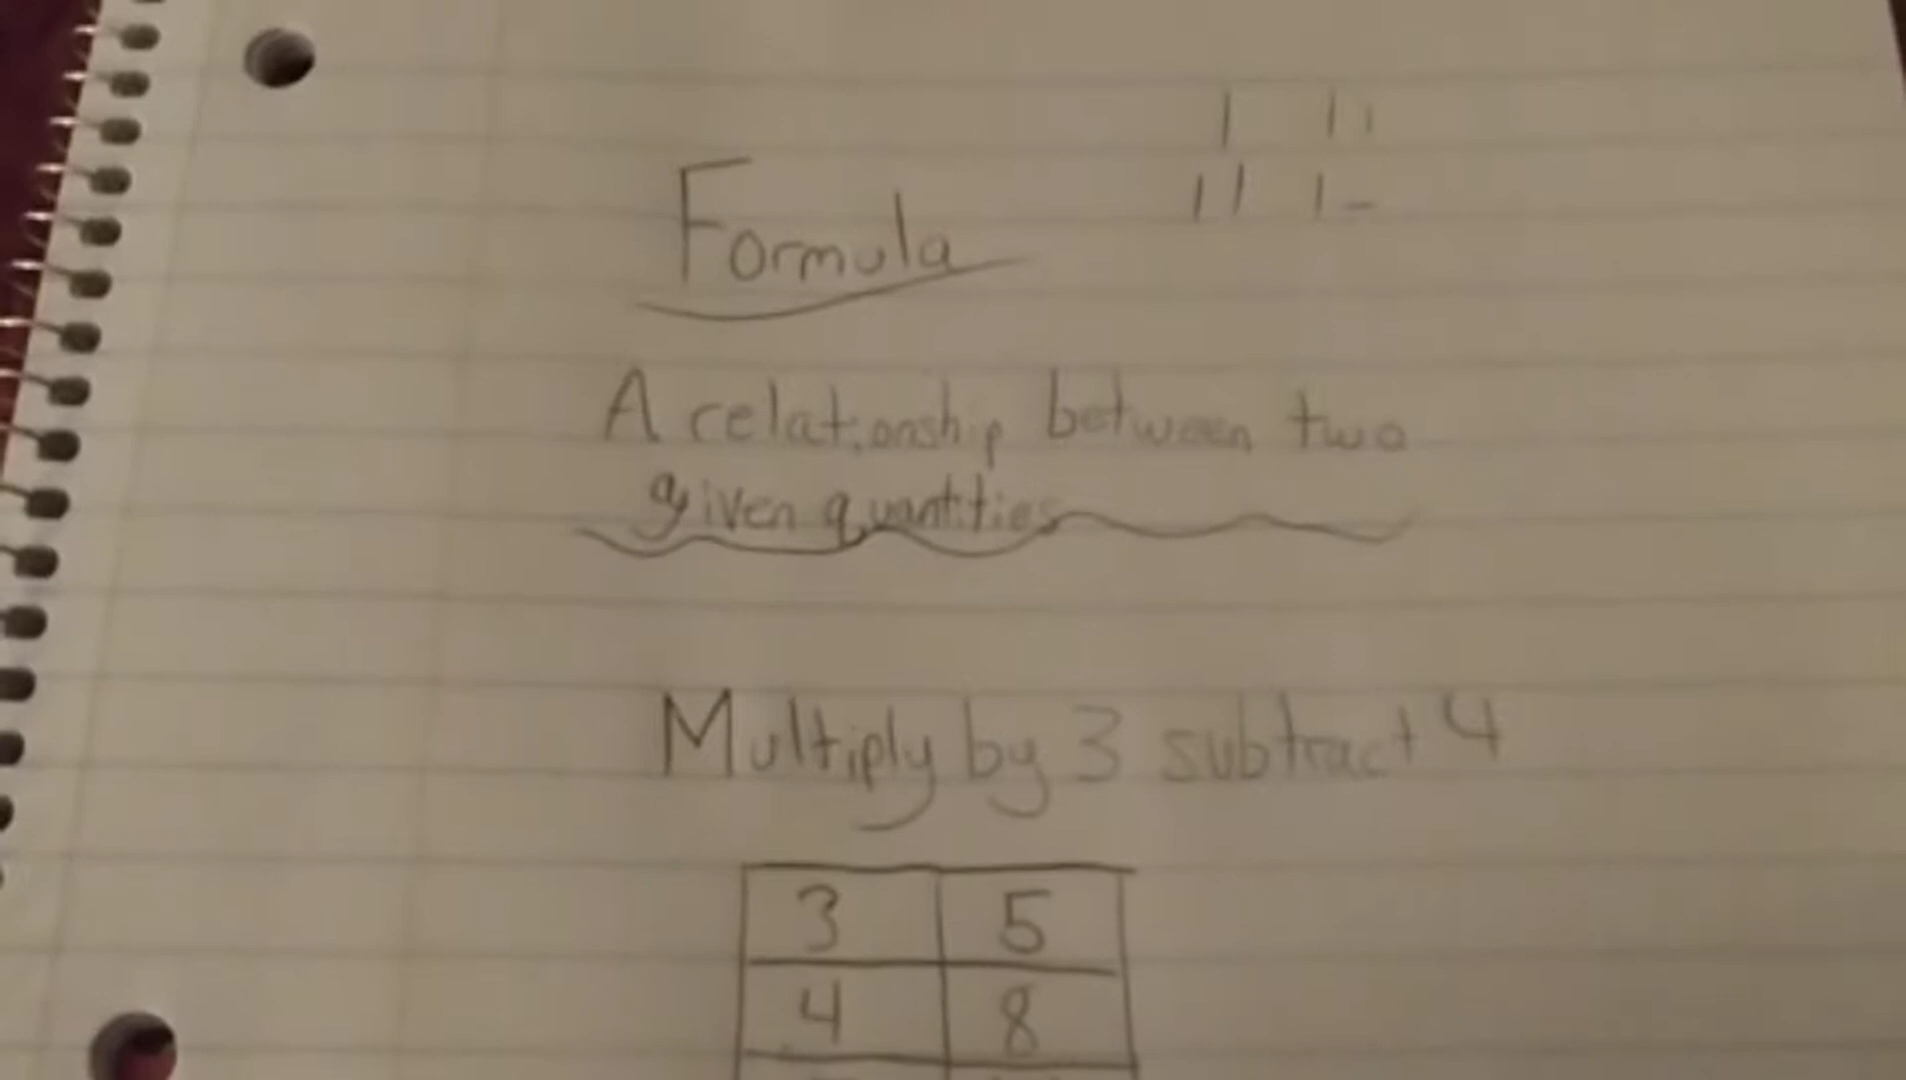 Formula
A relationship between two
given quantities
Multiply by 3 subtract 4
3 5
4 8